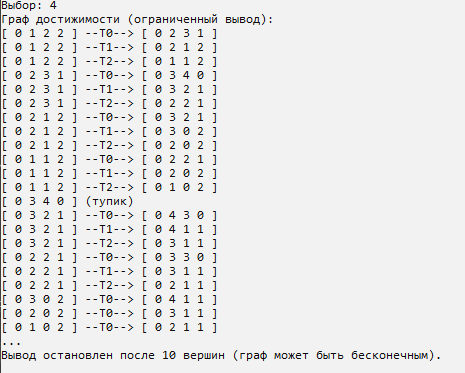 Выбор: 4
Граф достижимости (ограниченный вывод):
[ 0 1 2 2 ] --T0--> [ 0 2 3 1 ]
[ 0 1 2 2 ] --T1--> [ 0 2 1 2 ]
[ 0 1 2 2 ] --T2--> [ 0 1 1 2 ]
[ 0 2 3 1 ] --T0--> [ 0 3 4 0 ]
[ 0 2 3 1 ] --T1--> [ 0 3 2 1 ]
[ 0 2 3 1 ] --T2--> [ 0 2 2 1 ]
[ 0 2 1 2 ] --T0--> [ 0 3 2 1 ]
[ 0 2 1 2 ] --T1--> [ 0 3 0 2 ]
[ 0 2 1 2 ] --T2--> [ 0 2 0 2 ]
[ 0 1 1 2 ] --T0--> [ 0 2 2 1 ]
[ 0 1 1 2 ] --T1--> [ 0 2 0 2 ]
[ 0 1 1 2 ] --T2--> [ 0 1 0 2 ]
[ 0 3 4 0 ] (тупик)
[ 0 3 2 1 ] --T0--> [ 0 4 3 0 ]
[ 0 3 2 1 ] --T1--> [ 0 4 1 1 ]
[ 0 3 2 1 ] --T2--> [ 0 3 1 1 ]
[ 0 2 2 1 ] --T0--> [ 0 3 3 0 ]
[ 0 2 2 1 ] --T1--> [ 0 3 1 1 ]
[ 0 2 2 1 ] --T2--> [ 0 2 1 1 ]
[ 0 3 0 2 ] --T0--> [ 0 4 1 1 ]
[ 0 2 0 2 ] --T0--> [ 0 3 1 1 ]
[ 0 1 0 2 ] --T0--> [ 0 2 1 1 ]
...
Вывод остановлен после 10 вершин (граф может быть бесконечным).